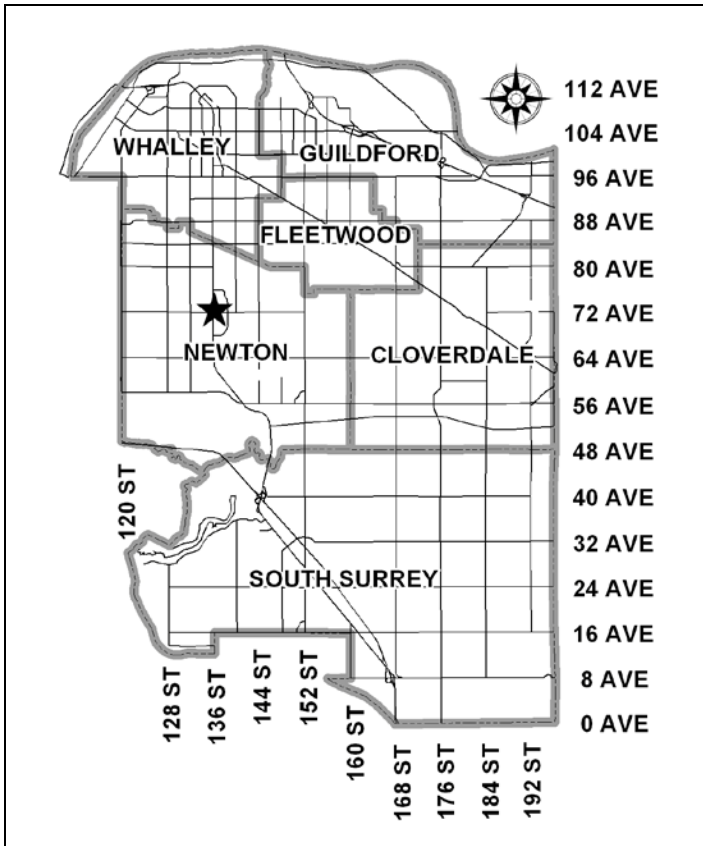 112 AVE
104 AVE
WHALLEY
GUILDFORD
96 AVE
88 AVE
FLEETWOOD
80 AVE
72 AVE
NEWTON
CLOVERDALE
64 AVE
56 AVE
48 AVE
120 ST
40 AVE
32 AVE
SOUTH SURREY
24 AVE
16 AVE
8 AVE
0 AVE
128 ST
136 ST
144 ST
152 ST
160 ST
168 ST
176 ST
184 ST
192 ST